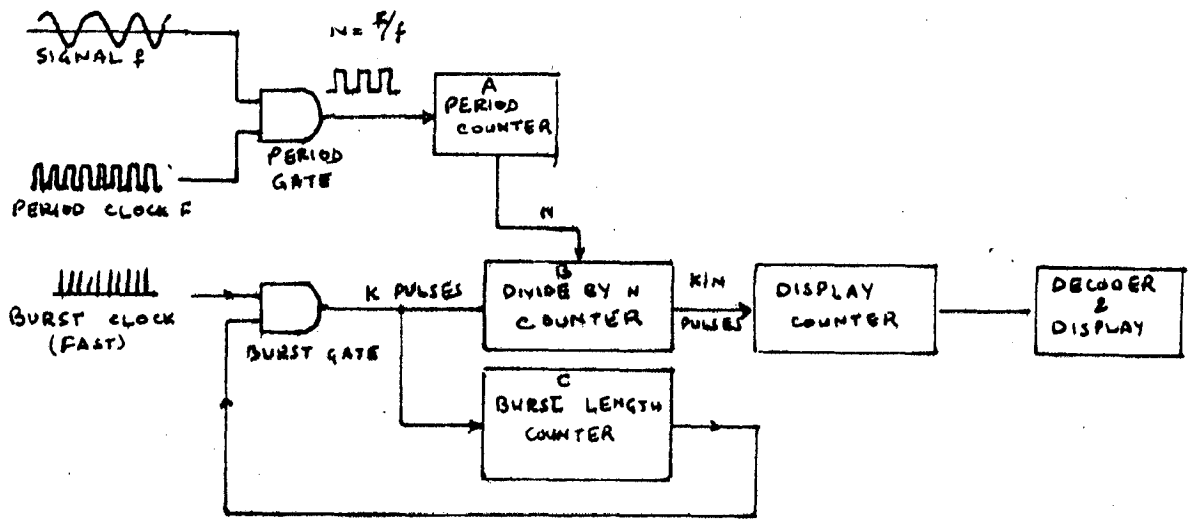 SIGNAL f
N = F/f
PERIOD
GATE
A
PERIOD
COUNTER
PERIOD CLOCK F
N
BURST CLOCK
(FAST)
BURST GATE
K PULSES
B
DIVIDE BY N
COUNTER
K/N
PULSES
DISPLAY
COUNTER
DECODER
&
DISPLAY
C
BURST LENGTH
COUNTER